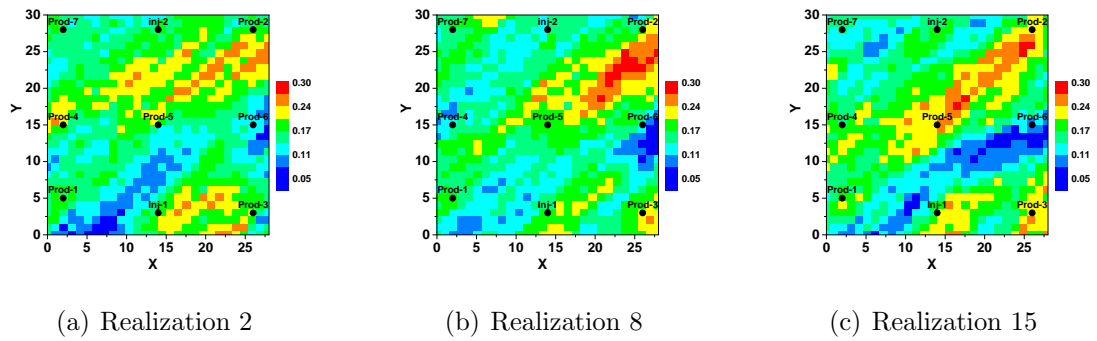 30
25
20
15
10
5
0
Y
0 5 10 15 20 25
X
Prod-7 inj-2 Prod-2
Prod-4 Prod-5 Prod-6
Prod-1
Inj-1 Prod-3
0.30
0.24
0.17
0.11
0.05
(a) Realization 2
30
25
20
15
10
5
0
Y
0 5 10 15 20 25
X
Prod-7 inj-2 Prod-2
Prod-4 Prod-5 Prod-6
Prod-1
Inj-1 Prod-3
0.30
0.24
0.17
0.11
0.05
(b) Realization 8
30
25
20
15
10
5
0
Y
0 5 10 15 20 25
X
Prod-7 inj-2 Prod-2
Prod-4 Prod-5 Prod-6
Prod-1
Inj-1 Prod-3
0.30
0.24
0.17
0.11
0.05
(c) Realization 15